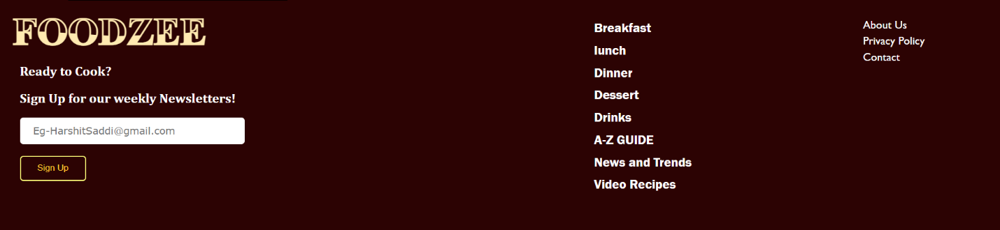 FOODZEE
Ready to Cook?
Sign Up for our weekly Newsletters!
Eg-HarshitSaddi@gmail.com
Sign Up
Breakfast
lunch
Dinner
Dessert
Drinks
A-Z GUIDE
News and Trends
Video Recipes
About Us
Privacy Policy
Contact